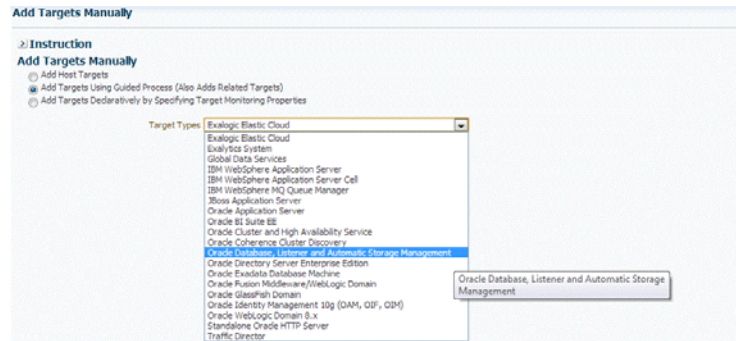 Add Targets Manually
Instruction
Add Targets Manually
Add Host Targets
Add Targets Using Guided Process (Also Adds Related Targets)
Add Targets Declaratively by Specifying Target Monitoring Properties
Target Types Exalogic Elastic Cloud
Exalogic Elastic Cloud
Exalytics System
Global Data Services
IBM WebSphere Application Server
IBM WebSphere Application Server Cell
IBM WebSphere MQ Queue Manager
JBoss Application Server
Oracle Application Server
Oracle BI Suite EE
Oracle Cluster and High Availability Service
Oracle Coherence Cluster Discovery
Oracle Database, Listener and Automatic Storage Management
Oracle Directory Server Enterprise Edition
Oracle Exadata Database Machine
Oracle Fusion Middleware/WebLogic Domain
Oracle GlassFish Domain
Oracle Identity Management 10g (OAM, OIF, OIM)
Oracle WebLogic Domain 8.x
Standalone Oracle HTTP Server
Traffic Director
Oracle Database, Listener and Automatic Storage
Management